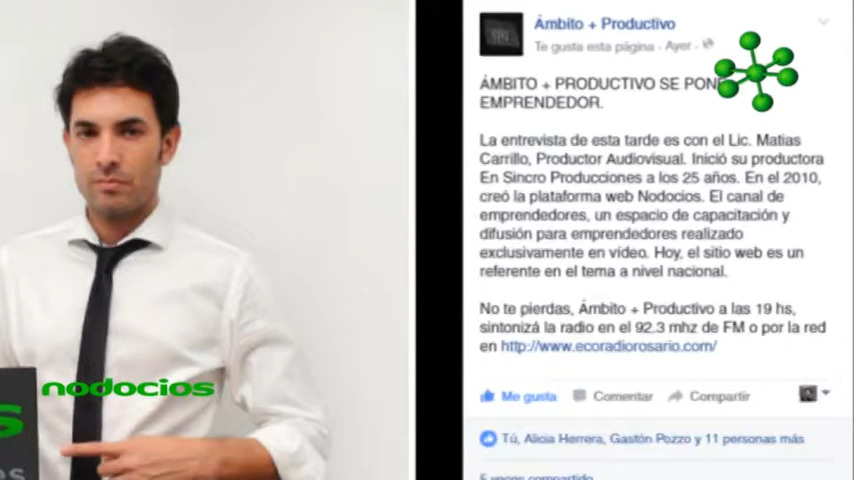 Ámbito + Productivo
Te gusta esta página · Ayer ·
ÁMBITO + PRODUCTIVO SE PONE
EMPRENDEDOR.
La entrevista de esta tarde es con el Lic. Matias
Carrillo, Productor Audiovisual. Inició su productora
En Sincro Producciones a los 25 años. En el 2010,
creó la plataforma web Nodocios. El canal de
emprendedores, un espacio de capacitación y
difusión para emprendedores realizado
exclusivamente en vídeo. Hoy, el sitio web es un
referente en el tema a nivel nacional.
No te pierdas, Ámbito + Productivo a las 19 hs,
sintonizá la radio en el 92.3 mhz de FM o por la red
en http://www.ecoradiorosario.com/
Me gusta Comentar Compartir
Tú, Alicia Herrera, Gastón Pozzo y 11 personas más
5 veces compartido
nodocios
s
es